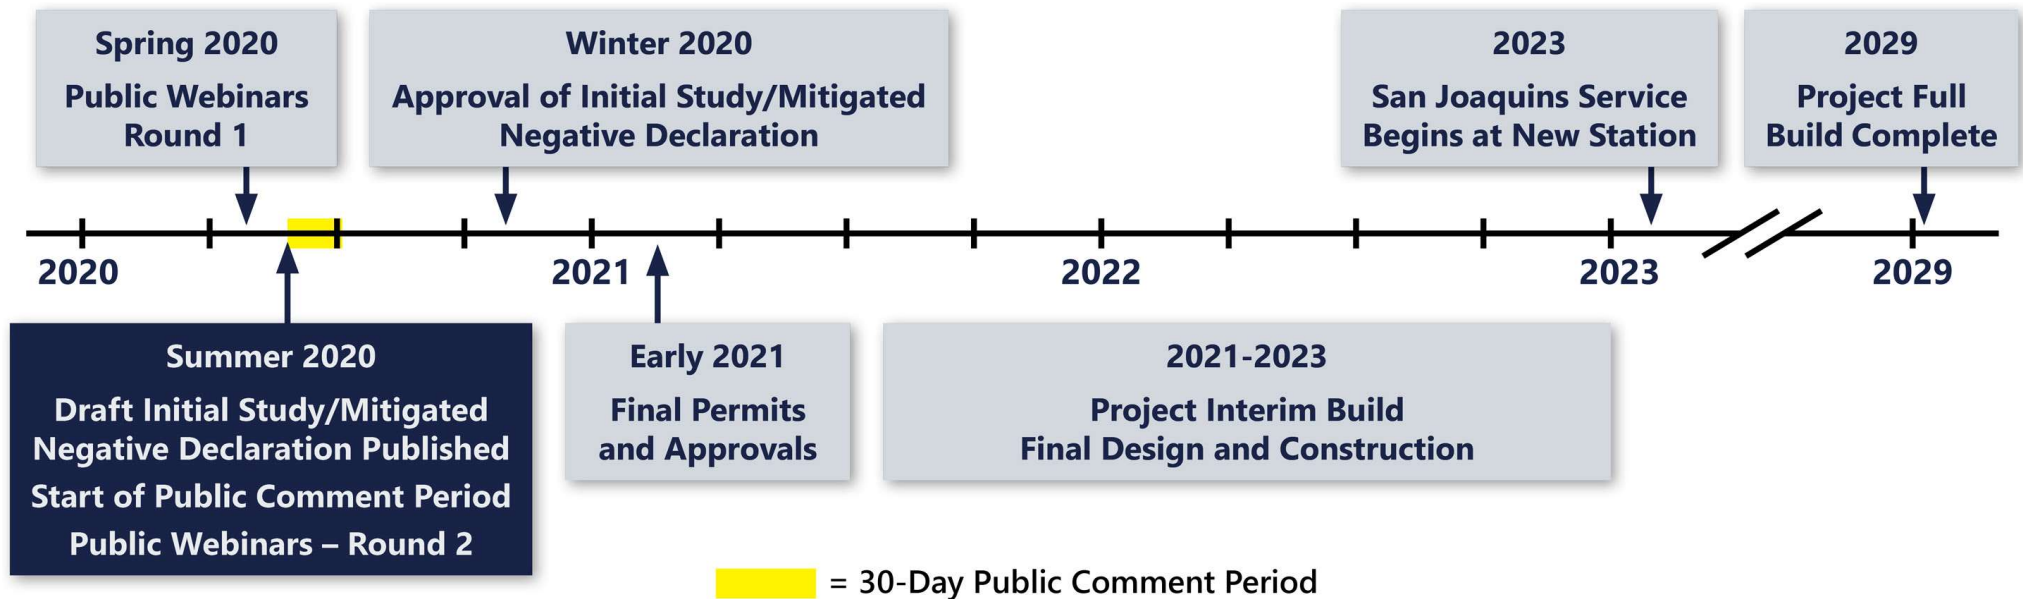 Spring 2020
Public Webinars
Round 1
Winter 2020
Approval of Initial Study/Mitigated
Negative Declaration
2023
San Joaquins Service
Begins at New Station
2029
Project Full
Build Complete
2020
2021
2022
2023
2029
Summer 2020
Draft Initial Study/Mitigated
Negative Declaration Published
Start of Public Comment Period
Public Webinars – Round 2
Early 2021
Final Permits
and Approvals
2021-2023
Project Interim Build
Final Design and Construction
= 30-Day Public Comment Period